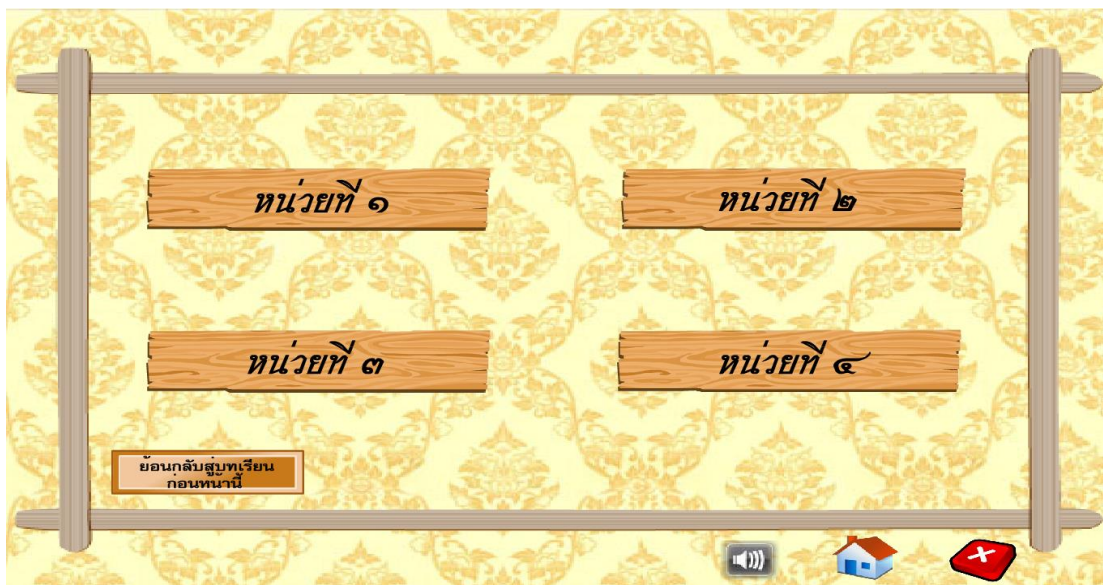 หน่วยที่ ๑
หน่วยที่ ๒
หน่วยที่ ๓
หน่วยที่ ๔
ย้อนกลับสู่บทเรียน
ก่อนหน้านี้